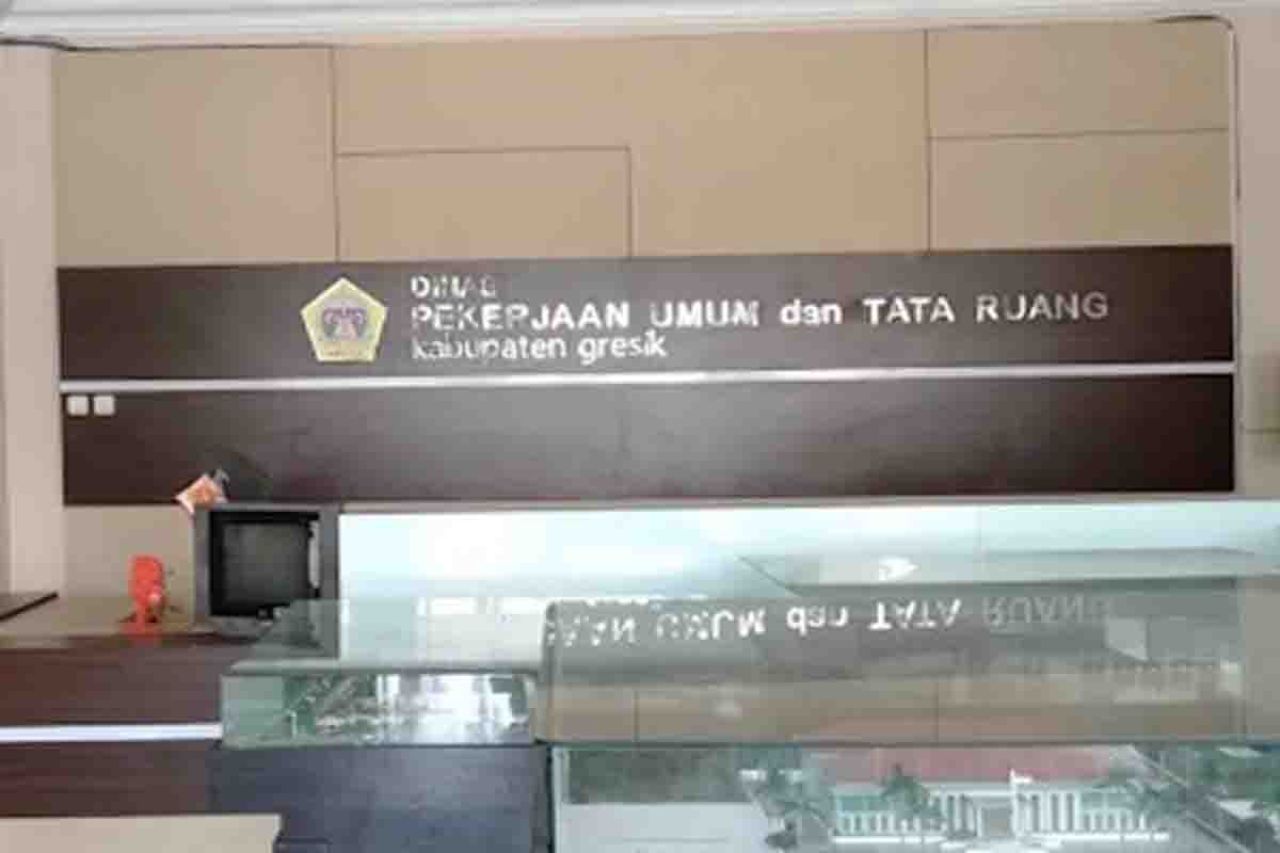 DINAS
PEKERJAAN UMUM dan TATA RUANG
kabupaten gresik